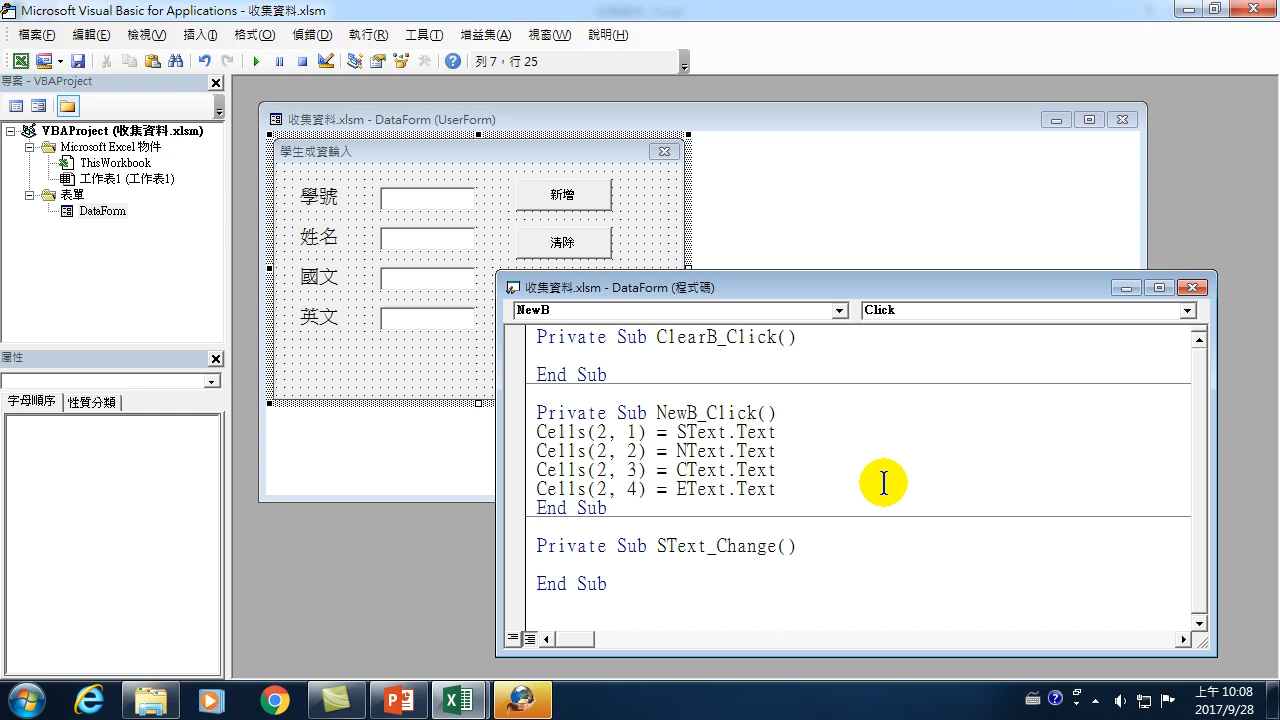 Microsoft Visual Basic for Applications - 收集資料.xlsm
檔案(F) 編輯(E) 檢視(V) 插入(I) 格式(O) 偵錯(D) 執行(R) 工具(T) 增益集(A) 視窗(W) 說明(H)
列 7，行 25
專案 - VBAProject
VBAProject (收集資料.xlsm)
Microsoft Excel 物件
ThisWorkbook
工作表1 (工作表1)
表單
DataForm
屬性
字母順序 性質分類
收集資料.xlsm - DataForm (UserForm)
學生成資輸入
學號
新增
姓名
清除
國文
英文
收集資料.xlsm - DataForm (程式碼)
NewB
Click
Private Sub ClearB_Click()
End Sub
Private Sub NewB_Click()
Cells(2, 1) = SText.Text
Cells(2, 2) = NText.Text
Cells(2, 3) = CText.Text
Cells(2, 4) = EText.Text
End Sub
Private Sub SText_Change()
End Sub
上午 10:08
2017/9/28